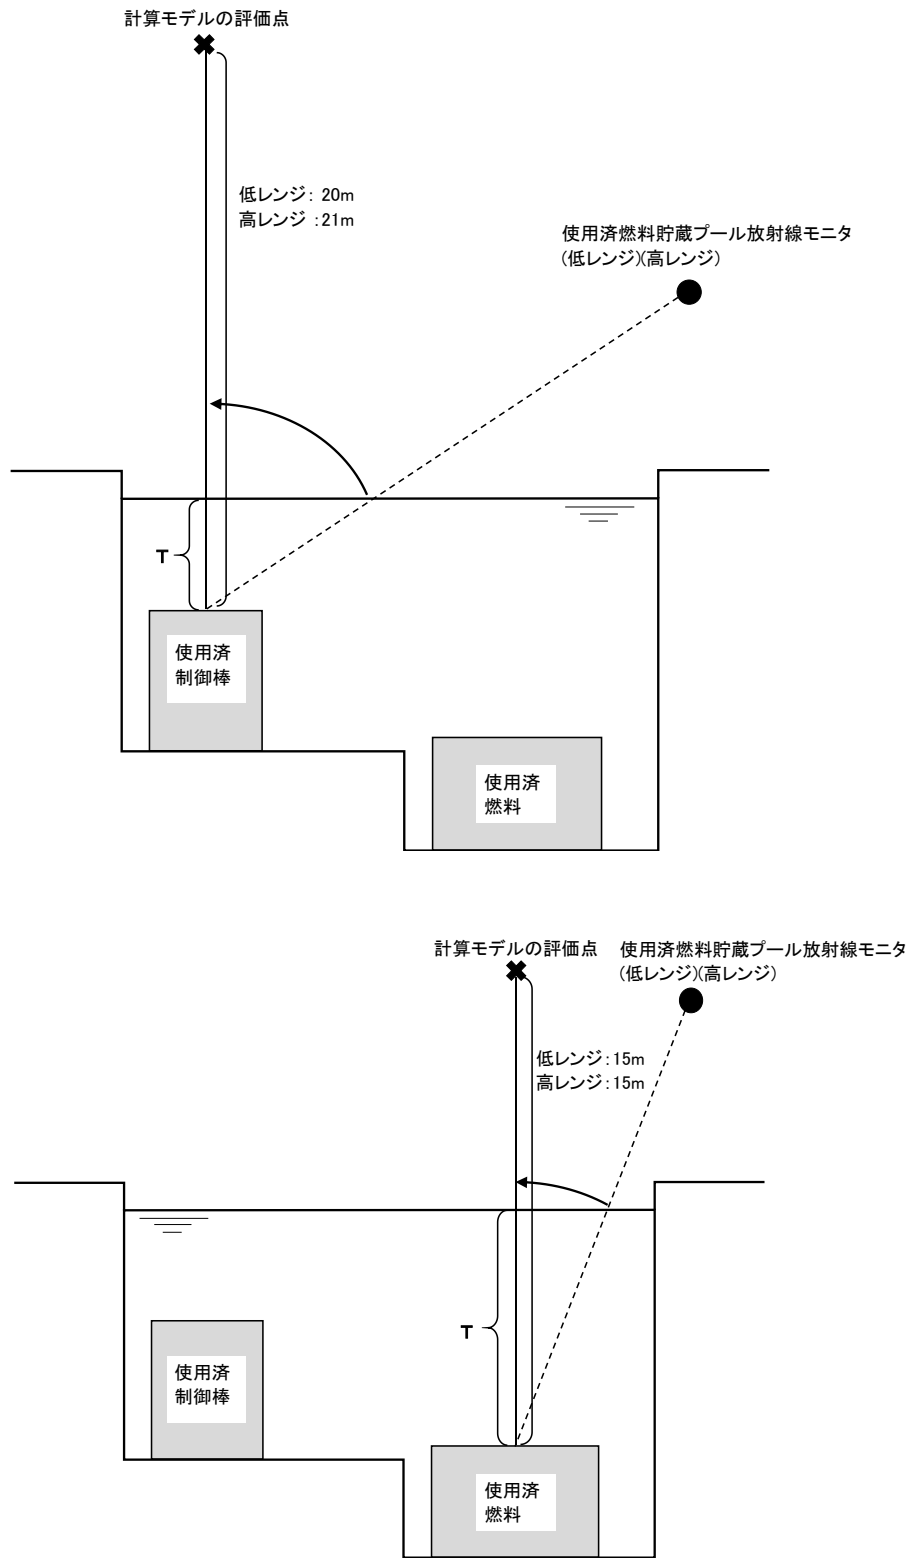 計算モデルの評価点
低レンジ: 20m
高レンジ :21m
使用済燃料貯蔵プール放射線モニタ
(低レンジ)(高レンジ)
T
使用済
制御棒
使用済
燃料
計算モデルの評価点
使用済燃料貯蔵プール放射線モニタ
(低レンジ)(高レンジ)
低レンジ:15m
高レンジ:15m
T
使用済
制御棒
使用済
燃料